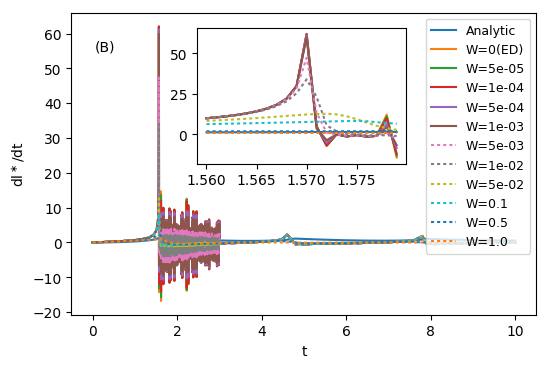 (B)
Analytic
W=0(ED)
W=5e-05
W=1e-04
W=5e-04
W=1e-03
W=5e-03
W=1e-02
W=5e-02
W=0.1
W=0.5
W=1.0
60
50
40
30
20
10
0
−10
−20
dl*/dt
50
25
0
1.560
1.565
1.570
1.575
0
2
4
6
8
10
t